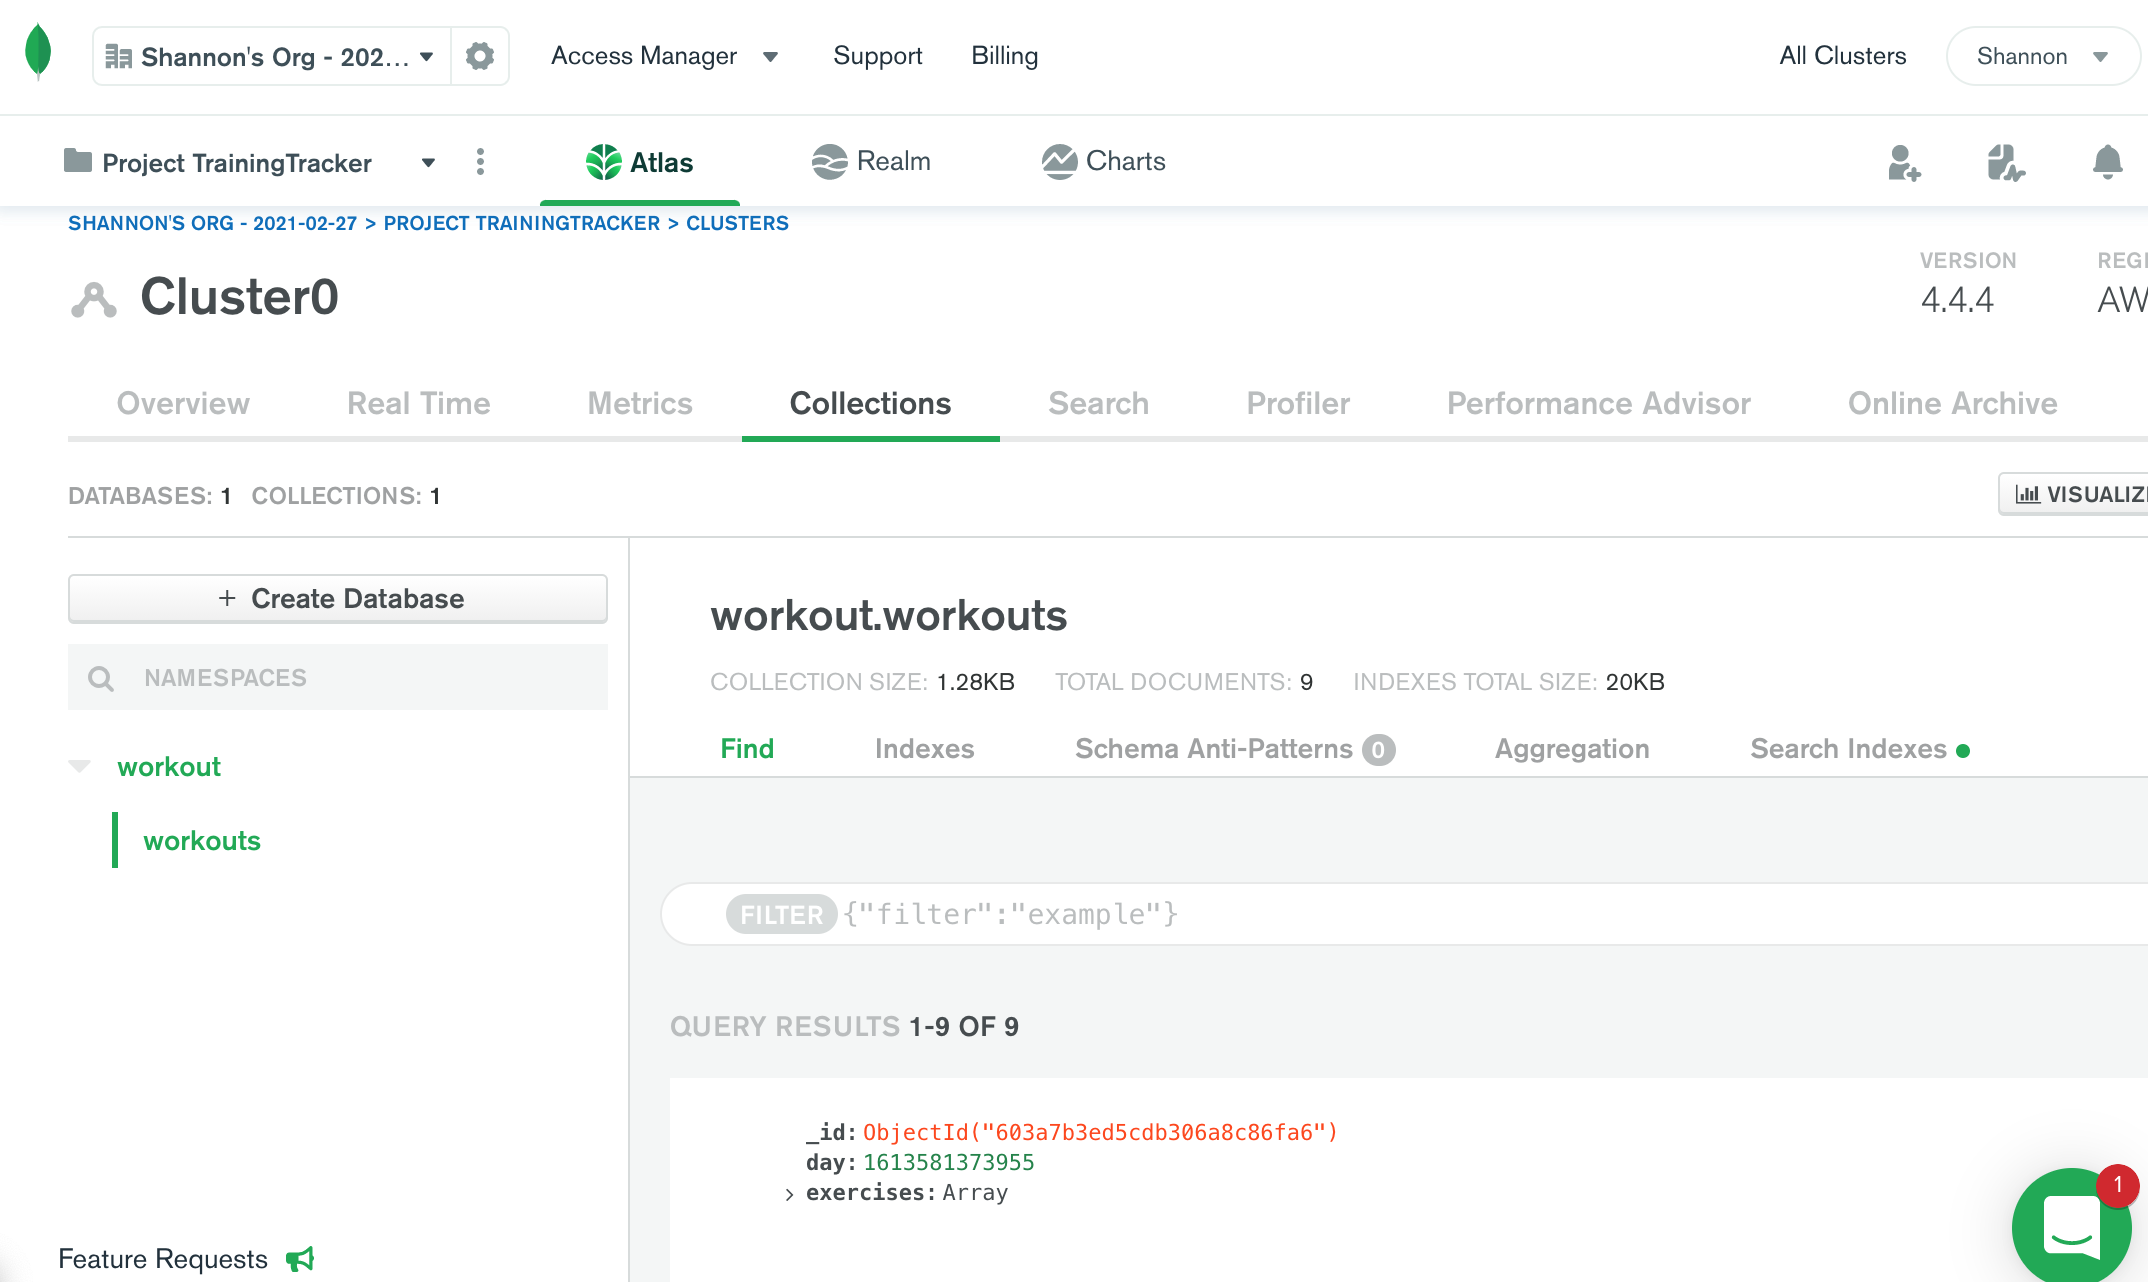 Shannon's Org - 202... Access Manager Support Billing All Clusters Shannon
Project TrainingTracker Atlas Realm Charts
SHANNON'S ORG - 2021-02-27 > PROJECT TRAININGTRACKER > CLUSTERS
VERSION REGI
Cluster0 4.4.4 AW
Overview Real Time Metrics Collections Search Profiler Performance Advisor Online Archive
DATABASES: 1 COLLECTIONS: 1 VISUALIZE
+ Create Database
workout.workouts
NAMESPACES
COLLECTION SIZE: 1.28KB TOTAL DOCUMENTS: 9 INDEXES TOTAL SIZE: 20KB
Find Indexes Schema Anti-Patterns 0 Aggregation Search Indexes
workout
workouts
FILTER {"filter":"example"}
QUERY RESULTS 1-9 OF 9
_id: ObjectId("603a7b3ed5cdb306a8c86fa6")
day: 1613581373955
> exercises: Array
1
Feature Requests